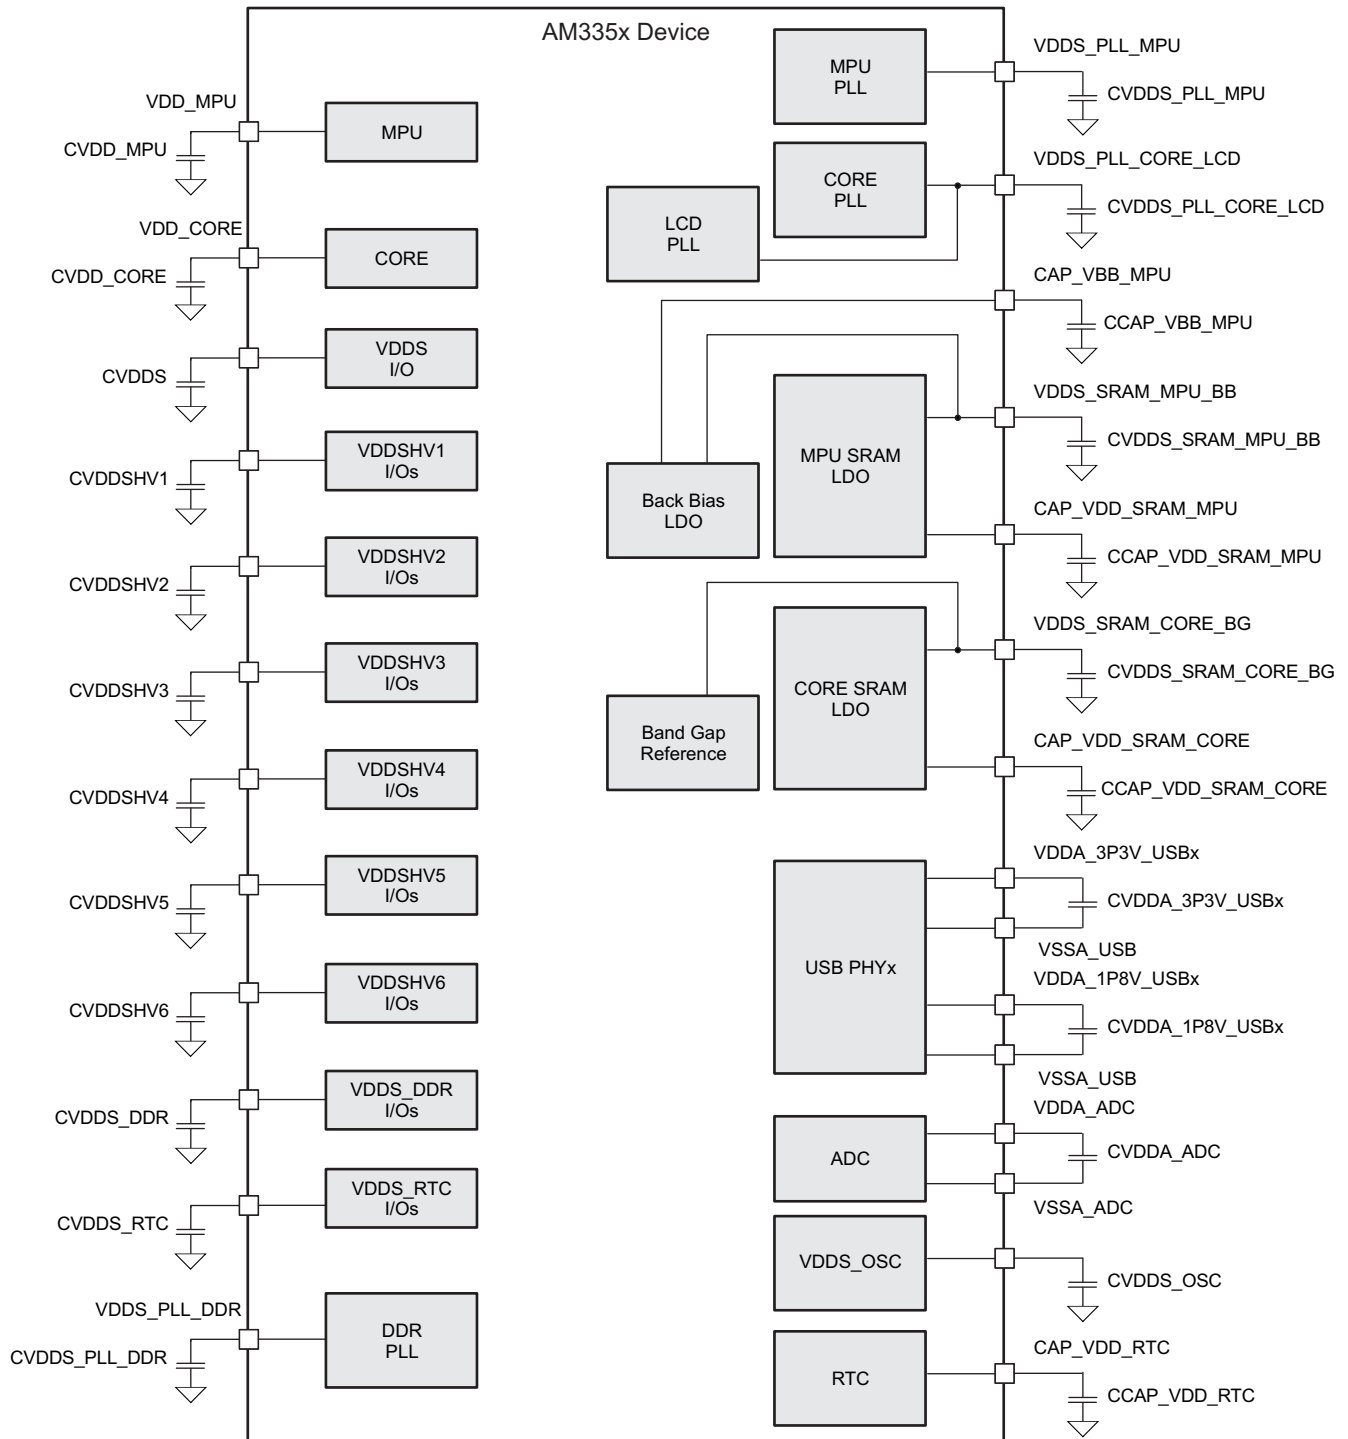 AM335x Device
VDD_MPU
CVDD_MPU
MPU
VDD_CORE
CVDD_CORE
CORE
CVDDS
VDDS
I/O
CVDDSHV1
VDDSHV1
I/Os
CVDDSHV2
VDDSHV2
I/Os
CVDDSHV3
VDDSHV3
I/Os
CVDDSHV4
VDDSHV4
I/Os
CVDDSHV5
VDDSHV5
I/Os
CVDDSHV6
VDDSHV6
I/Os
CVDDS_DDR
VDDS_DDR
I/Os
CVDDS_RTC
VDDS_RTC
I/Os
VDDS_PLL_DDR
CVDDS_PLL_DDR
DDR
PLL
MPU
PLL
VDDS_PLL_MPU
CVDDS_PLL_MPU
CORE
PLL
LCD
PLL
VDDS_PLL_CORE_LCD
CVDDS_PLL_CORE_LCD
CAP_VBB_MPU
CCAP_VBB_MPU
Back Bias
LDO
MPU SRAM
LDO
VDDS_SRAM_MPU_BB
CVDDS_SRAM_MPU_BB
CAP_VDD_SRAM_MPU
CCAP_VDD_SRAM_MPU
Band Gap
Reference
CORE SRAM
LDO
VDDS_SRAM_CORE_BG
CVDDS_SRAM_CORE_BG
CAP_VDD_SRAM_CORE
CCAP_VDD_SRAM_CORE
USB PHYx
VDDA_3P3V_USBx
CVDDA_3P3V_USBx
VSSA_USB
VDDA_1P8V_USBx
CVDDA_1P8V_USBx
VSSA_USB
ADC
VDDA_ADC
CVDDA_ADC
VSSA_ADC
VDDS_OSC
CVDDS_OSC
RTC
CAP_VDD_RTC
CCAP_VDD_RTC